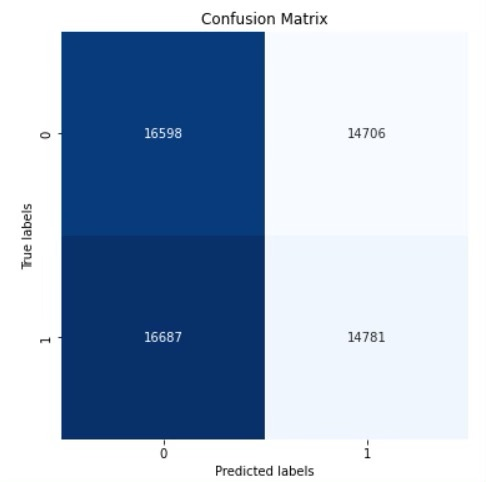 Confusion Matrix
True labels
0
16598
14706
1
16687
14781
0
1
Predicted labels